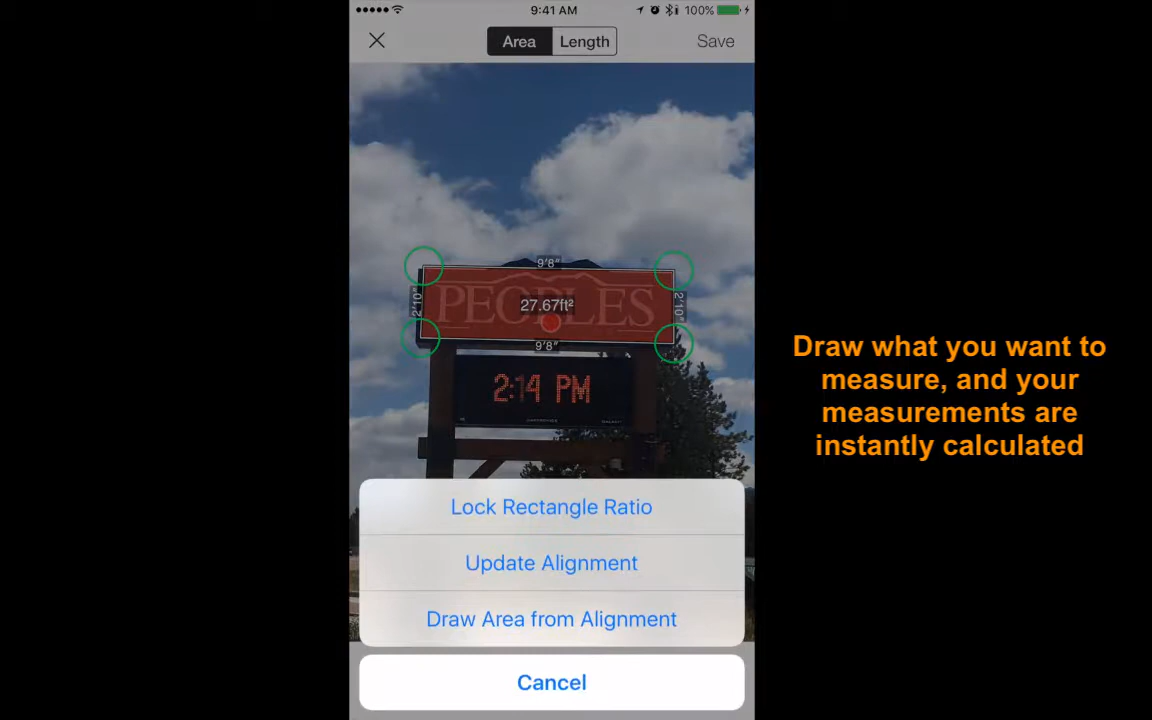 9:41 AM
100%
Area
Length
Save
9'8"
2'10"
PEOPLES
27.67ft²
2'10"
9'8"
2:14 PM
Draw what you want to
measure, and your
measurements are
instantly calculated
Lock Rectangle Ratio
Update Alignment
Draw Area from Alignment
Cancel